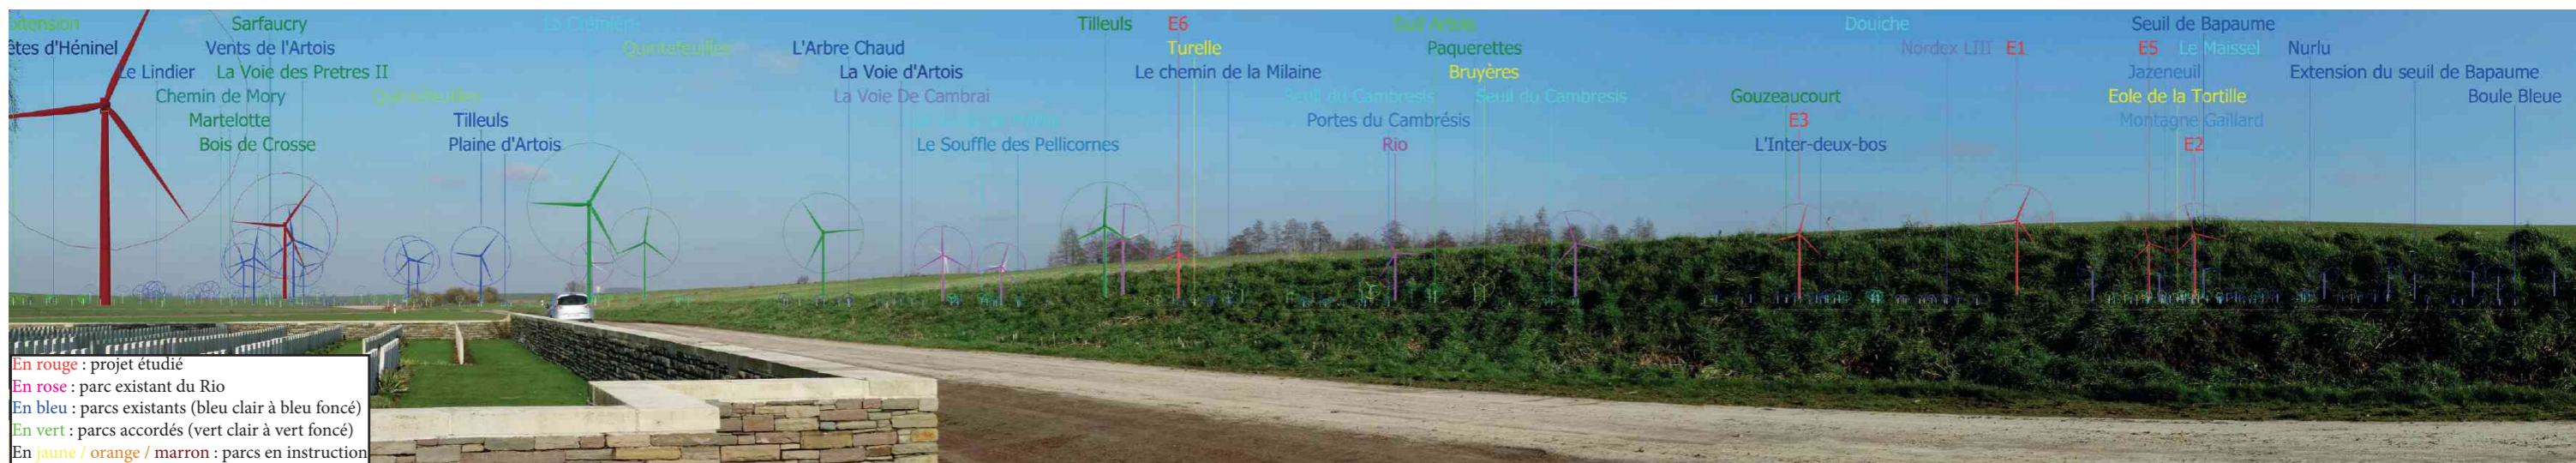 Sarfaucry
La Crémière
Tilleuls
E6
Sud Artois
Douiche
Seuil de Bapaume
êtes d'Héninel
Vents de l'Artois
Quintefeuilles
L'Arbre Chaud
Turelle
Paquerettes
Nordex LIII
E1
E5
Le Maissel
Nurlu
Le Lindier
La Voie des Pretres II
La Voie d'Artois
Le chemin de la Milaine
Bruyères
Jazeneuil
Extension du seuil de Bapaume
Chemin de Mory
Quintefeuilles
La Voie De Cambrai
Seuil du Cambresis
Seuil du Cambresis
Gouzeaucourt
Eole de la Tortille
Boule Bleue
Martelotte
Tilleuls
Portes du Cambrésis
E3
Montagne Gaillard
Bois de Crosse
Plaine d'Artois
Le Souffle des Pellicornes
Rio
L'Inter-deux-bos
E2
En rouge : projet étudié
En rose : parc existant du Rio
En bleu : parcs existants (bleu clair à bleu foncé)
En vert : parcs accordés (vert clair à vert foncé)
En jaune / orange / marron : parcs en instruction